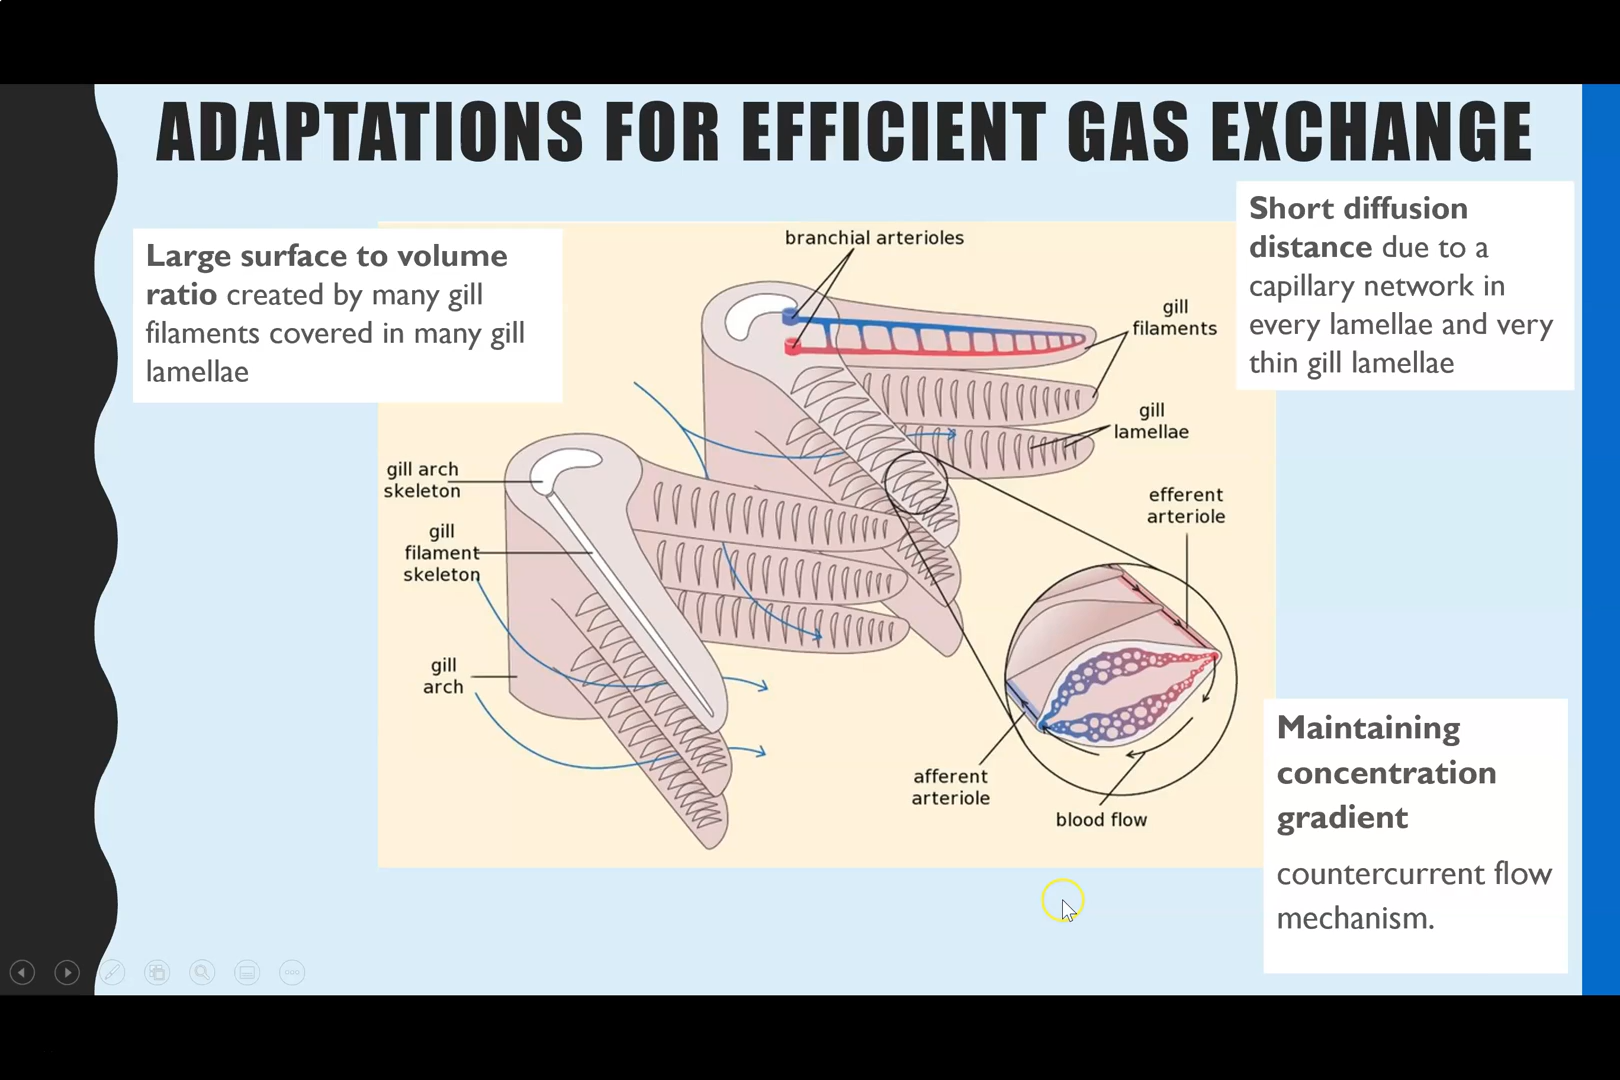 ADAPTATIONS FOR EFFICIENT GAS EXCHANGE
Large surface to volume
ratio created by many gill
filaments covered in many gill
lamellae
Short diffusion
distance due to a
capillary network in
every lamellae and very
thin gill lamellae
branchial arterioles
gill
filaments
gill
lamellae
gill arch
skeleton
gill
filament
skeleton
gill
arch
efferent
arteriole
afferent
arteriole
blood flow
Maintaining
concentration
gradient
countercurrent flow
mechanism.